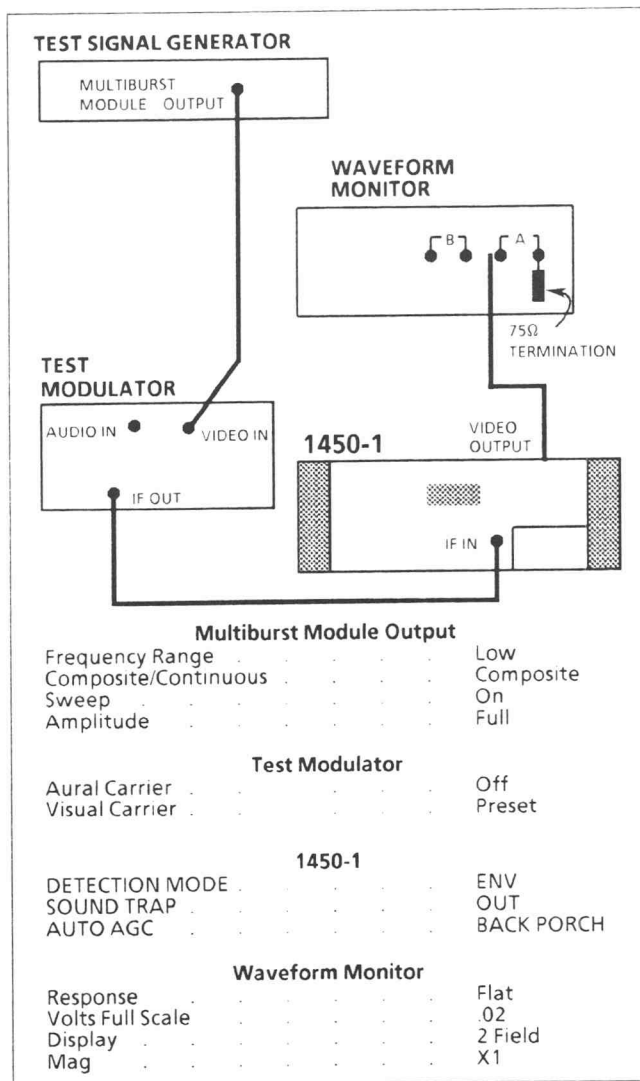 TEST SIGNAL GENERATOR
MULTIBURST
MODULE OUTPUT
WAVEFORM
MONITOR
B
A
75Ω
TERMINATION
TEST
MODULATOR
AUDIO IN
VIDEO IN
IF OUT
1450-1
VIDEO
OUTPUT
IF IN
Multiburst Module Output
Frequency Range . . . . . Low
Composite/Continuous . . . . Composite
Sweep . . . . . . . On
Amplitude . . . . . . Full
Test Modulator
Aural Carrier . . . . . . Off
Visual Carrier . . . . . Preset
1450-1
DETECTION MODE . . . . . ENV
SOUND TRAP . . . . . . OUT
AUTO AGC . . . . . . BACK PORCH
Waveform Monitor
Response . . . . . . Flat
Volts Full Scale . . . . . .02
Display . . . . . . . 2 Field
Mag . . . . . . . X1